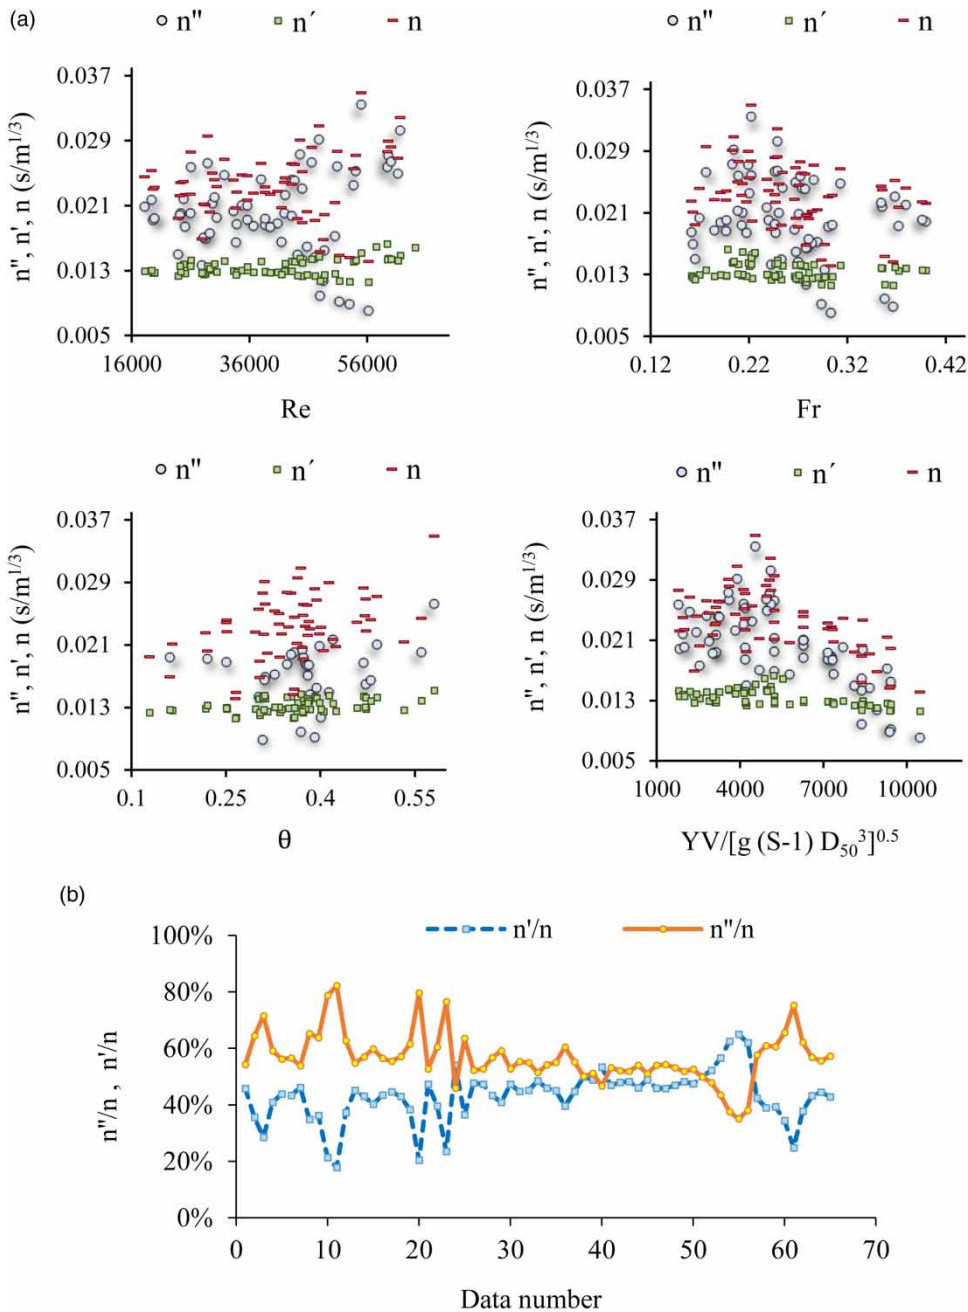 (a)
n'' n´ n
n'' n´ n
0.037
0.029
0.021
0.013
0.005
n'', n', n (s/m^1/3)
16000 36000 56000
Re
0.037
0.029
0.021
0.013
0.005
n'', n', n (s/m^1/3)
0.12 0.22 0.32 0.42
Fr
n'' n´ n
n'' n´ n
0.037
0.029
0.021
0.013
0.005
n'', n', n (s/m^1/3)
0.1 0.25 0.4 0.55
θ
0.037
0.029
0.021
0.013
0.005
n'', n', n (s/m^1/3)
1000 4000 7000 10000
YV/[g (S-1) D₅₀³]^0.5
(b)
n'/n n''/n
100%
80%
60%
40%
20%
0%
n''/n , n'/n
0 10 20 30 40 50 60 70
Data number